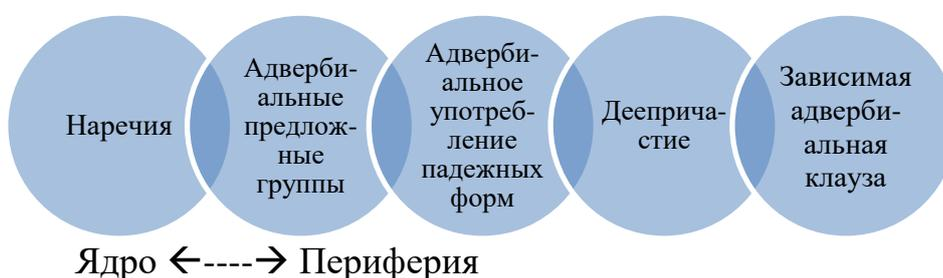 Наречия
Адверби-
альные
предлож-
ные
группы
Адверби-
альное
употреб-
ление
падежных
форм
Дееприча-
стие
Зависимая
адверби-
альная
клауза
Ядро ←----→ Периферия